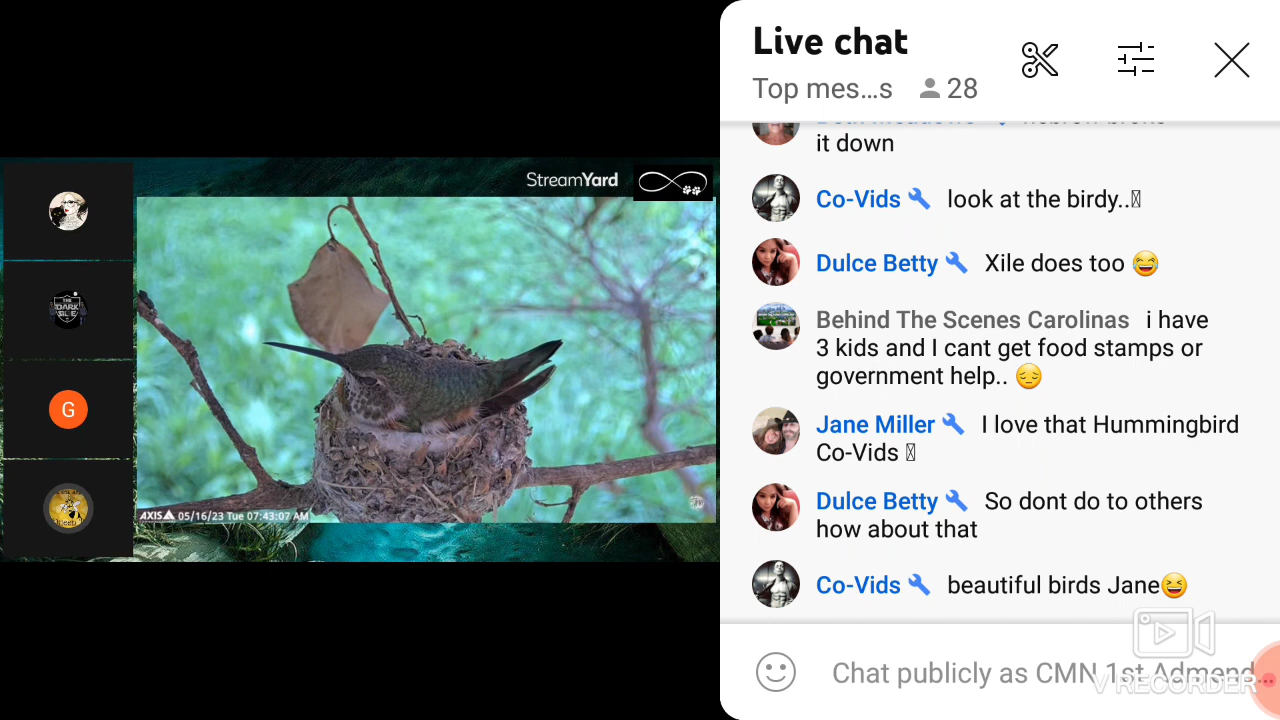 Live chat
Top mes...s 28
it down
Co-Vids look at the birdy..
Dulce Betty Xile does too 😂
Behind The Scenes Carolinas i have
3 kids and I cant get food stamps or
government help.. 😔
Jane Miller I love that Hummingbird
Co-Vids
Dulce Betty So dont do to others
how about that
Co-Vids beautiful birds Jane😆
Chat publicly as CMN 1st Admend...
V RECORDER
StreamYard
THE
DARK
G
AXIS 05/16/23 Tue 07:43:07 AM